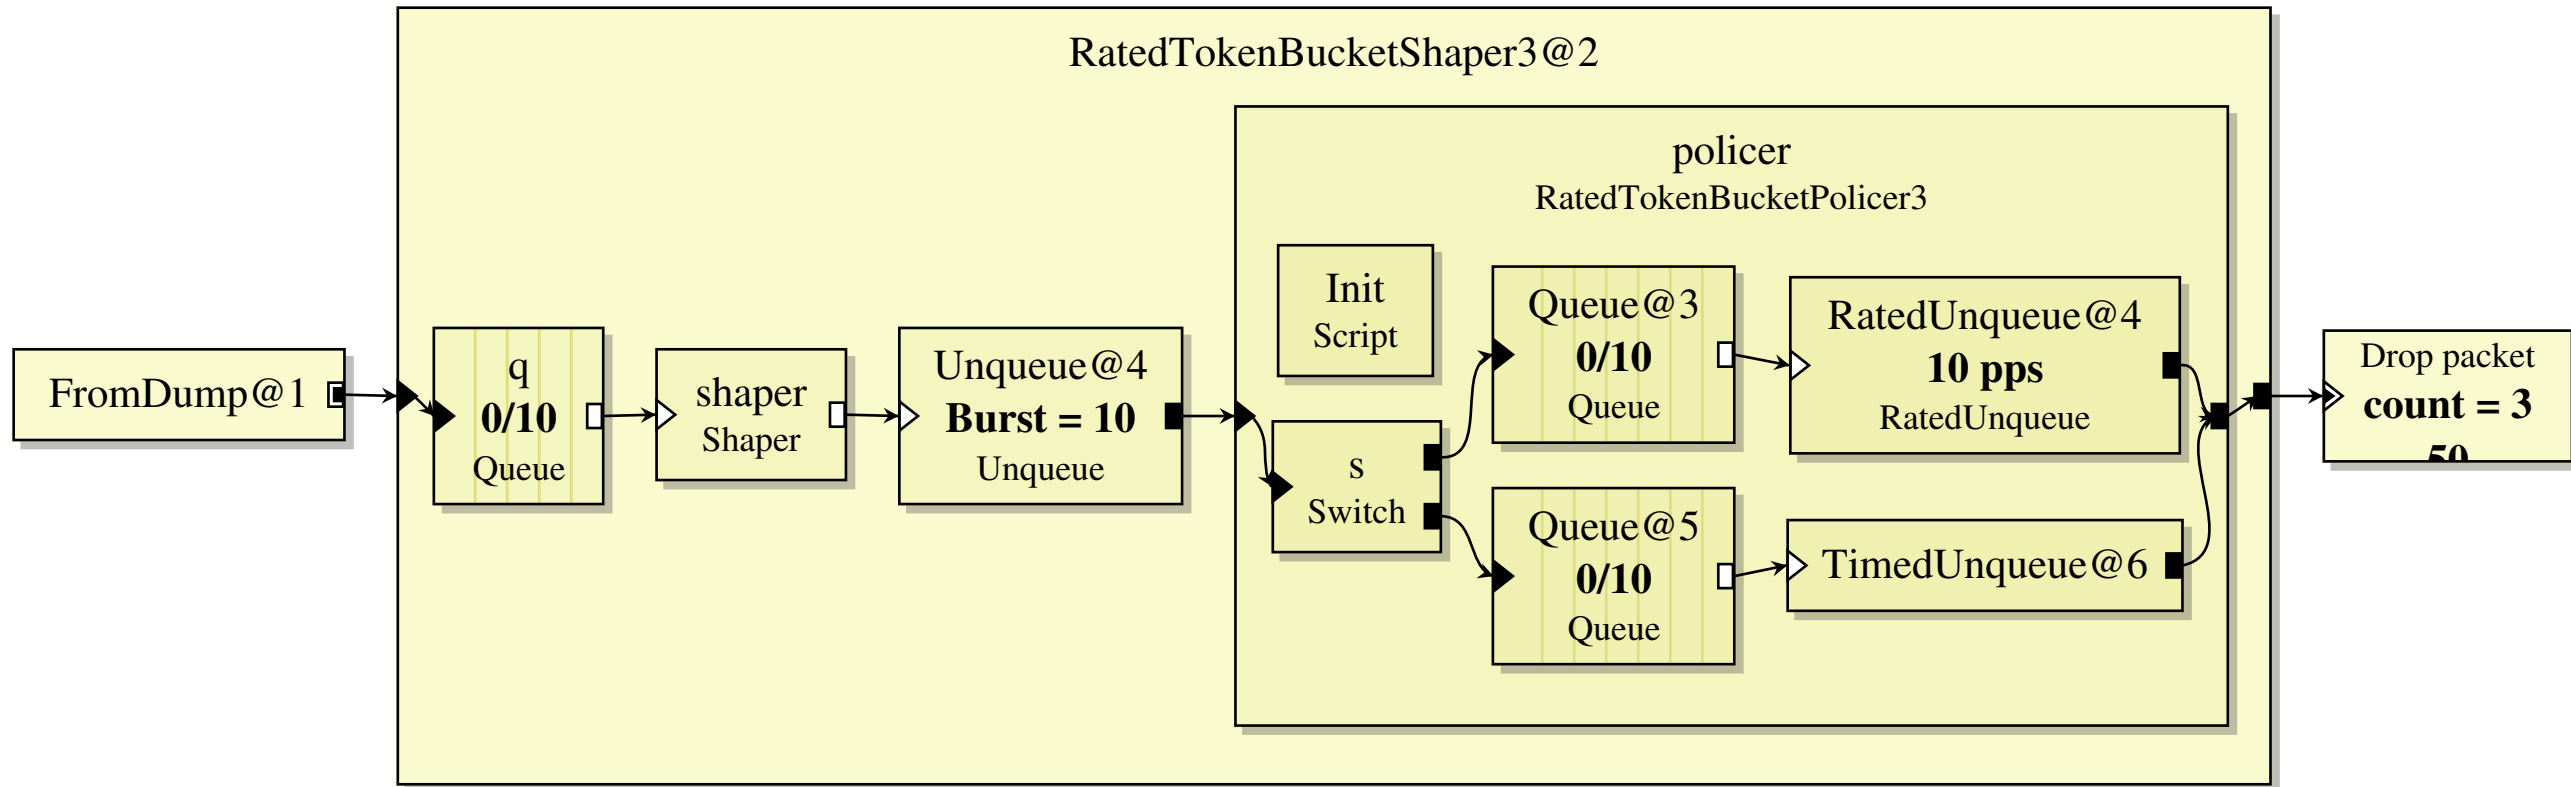 RatedTokenBucketShaper3@2
policer
RatedTokenBucketPolicer3
FromDump@1
q
0/10
Queue
shaper
Shaper
Unqueue@4
Burst = 10
Unqueue
Init
Script
s
Switch
Queue@3
0/10
Queue
RatedUnqueue@4
10 pps
RatedUnqueue
Queue@5
0/10
Queue
TimedUnqueue@6
Drop packet
count = 3
50